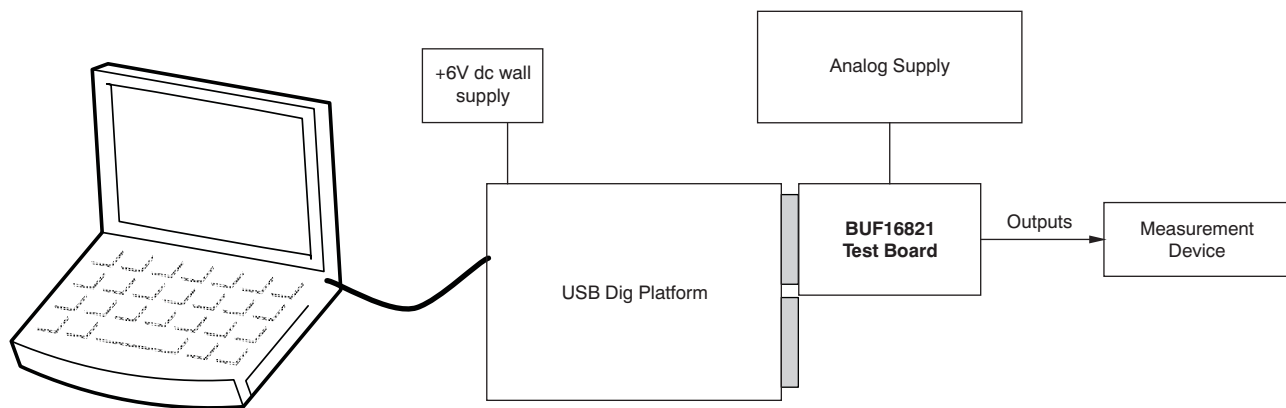 +6V dc wall
supply
Analog Supply
USB Dig Platform
BUF16821
Test Board
Outputs
Measurement
Device